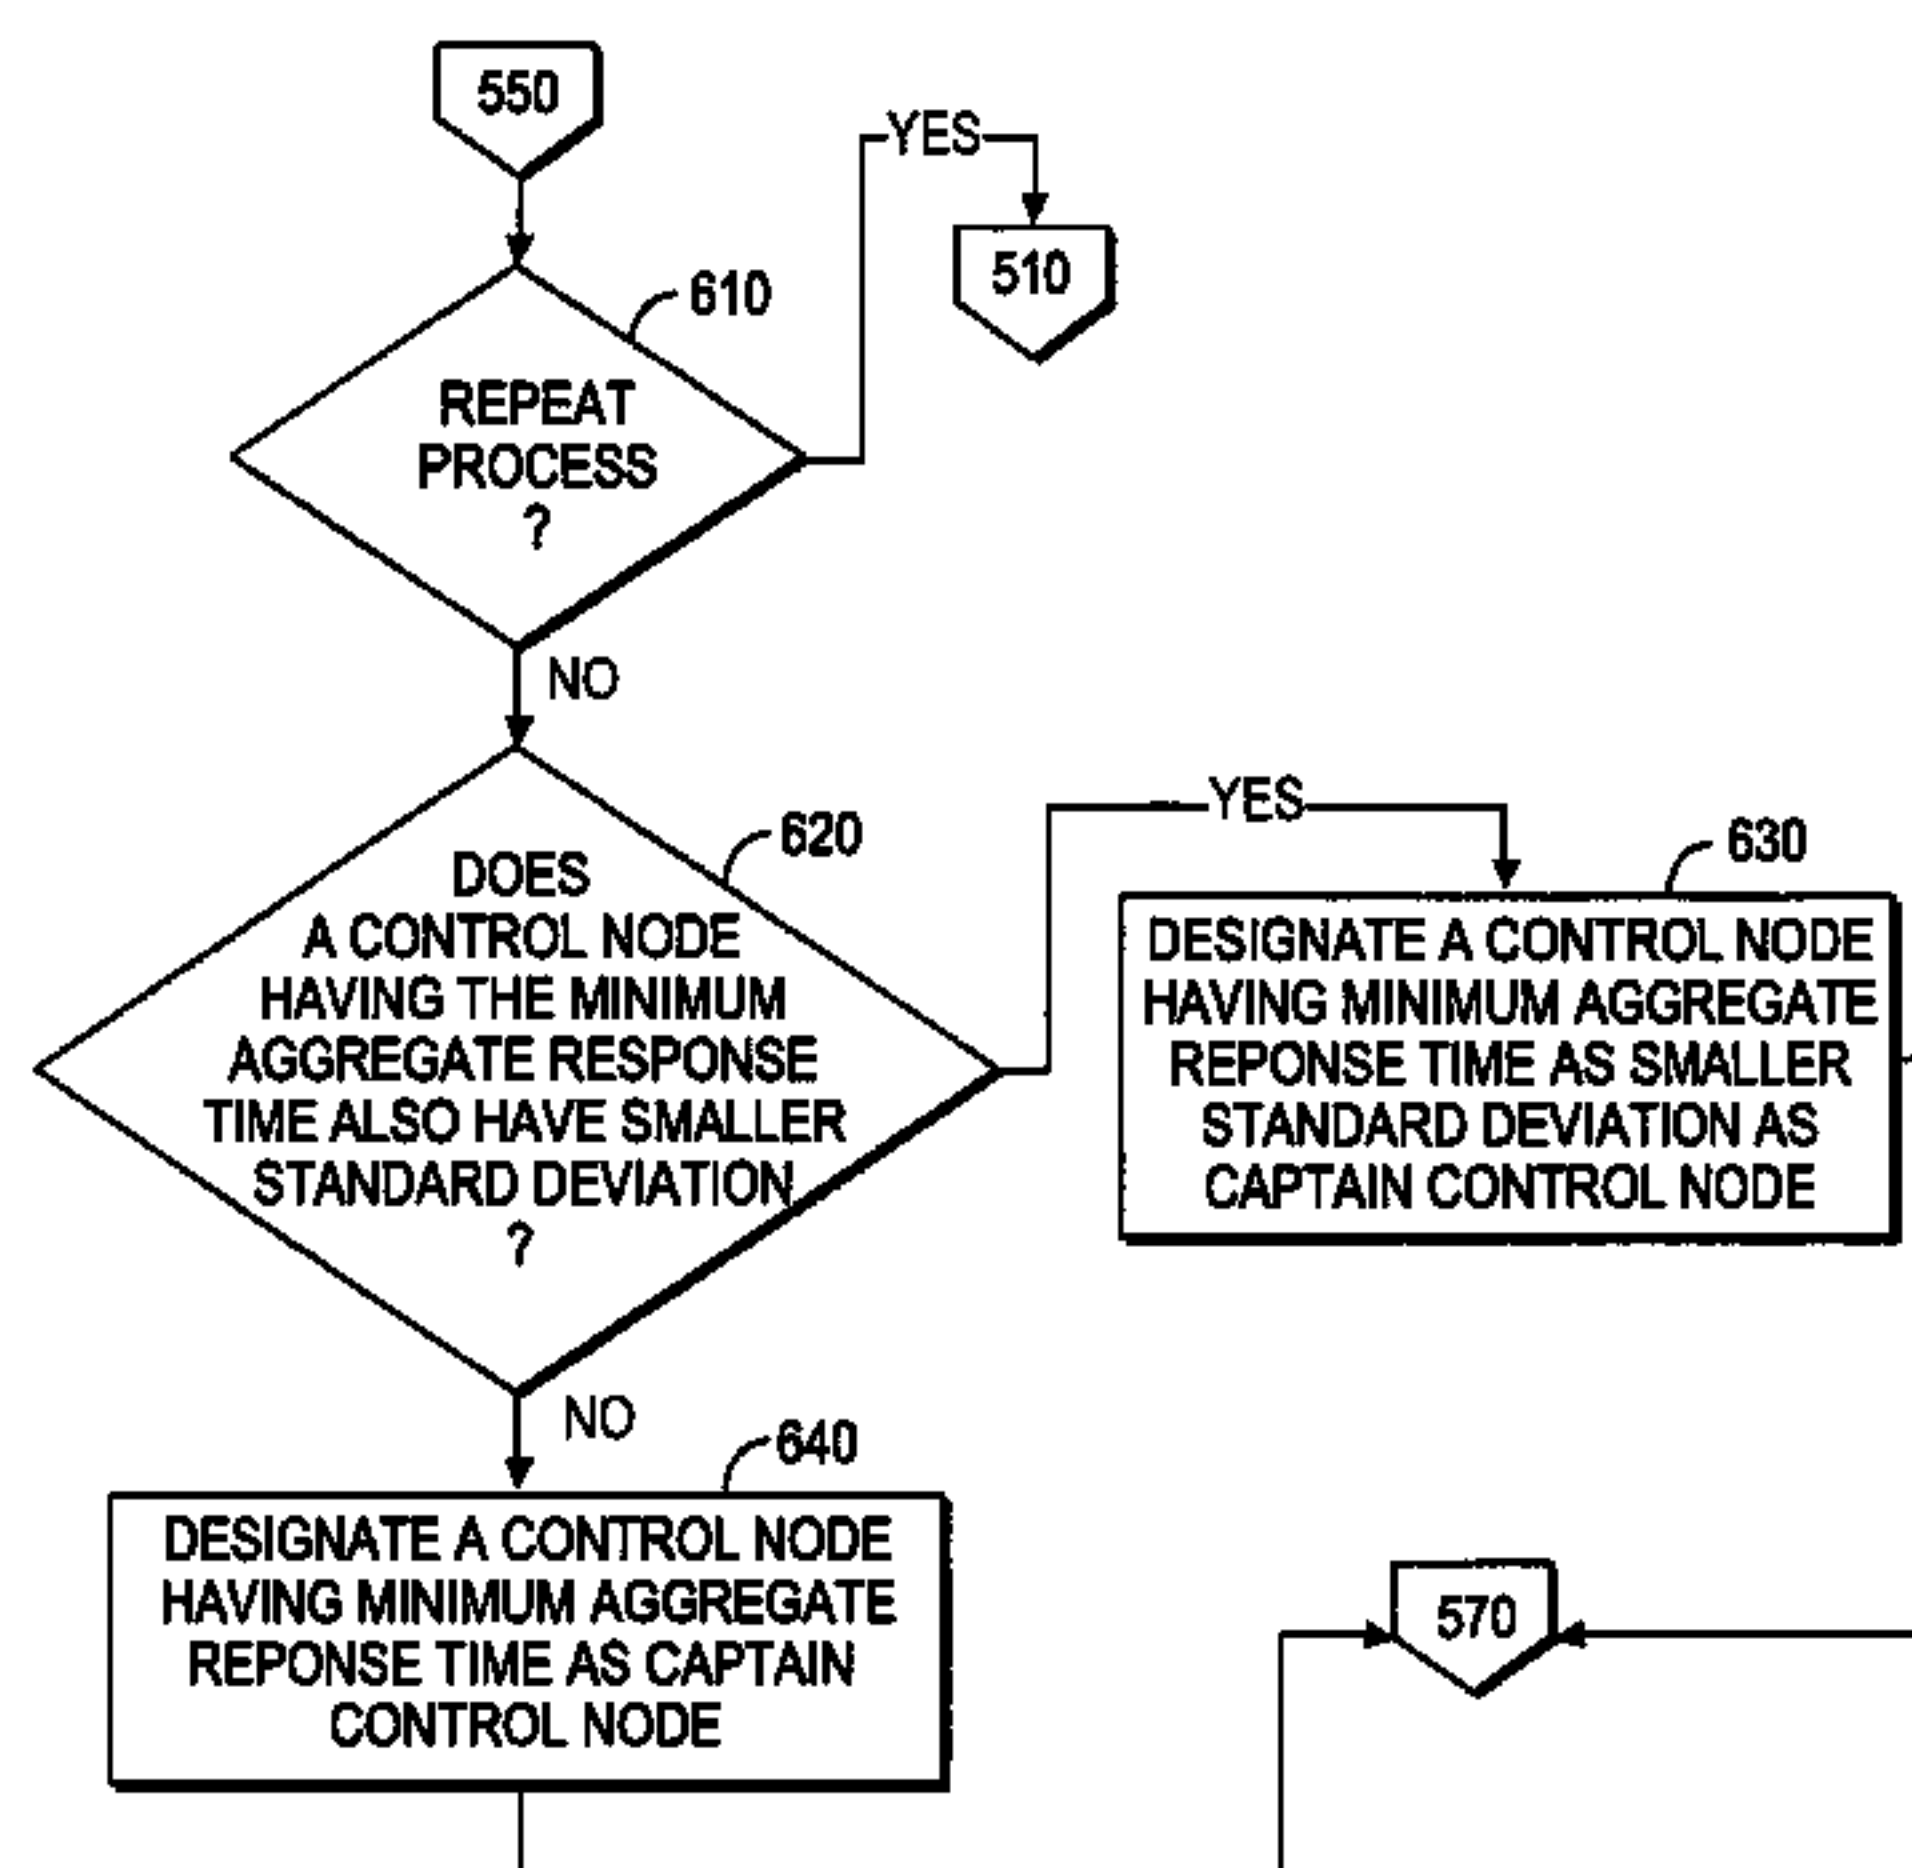 550
YES
510
610
REPEAT
PROCESS
?
NO
620
DOES
A CONTROL NODE
HAVING THE MINIMUM
AGGREGATE RESPONSE
TIME ALSO HAVE SMALLER
STANDARD DEVIATION
?
YES
630
DESIGNATE A CONTROL NODE
HAVING MINIMUM AGGREGATE
REPONSE TIME AS SMALLER
STANDARD DEVIATION AS
CAPTAIN CONTROL NODE
NO
640
DESIGNATE A CONTROL NODE
HAVING MINIMUM AGGREGATE
REPONSE TIME AS CAPTAIN
CONTROL NODE
570